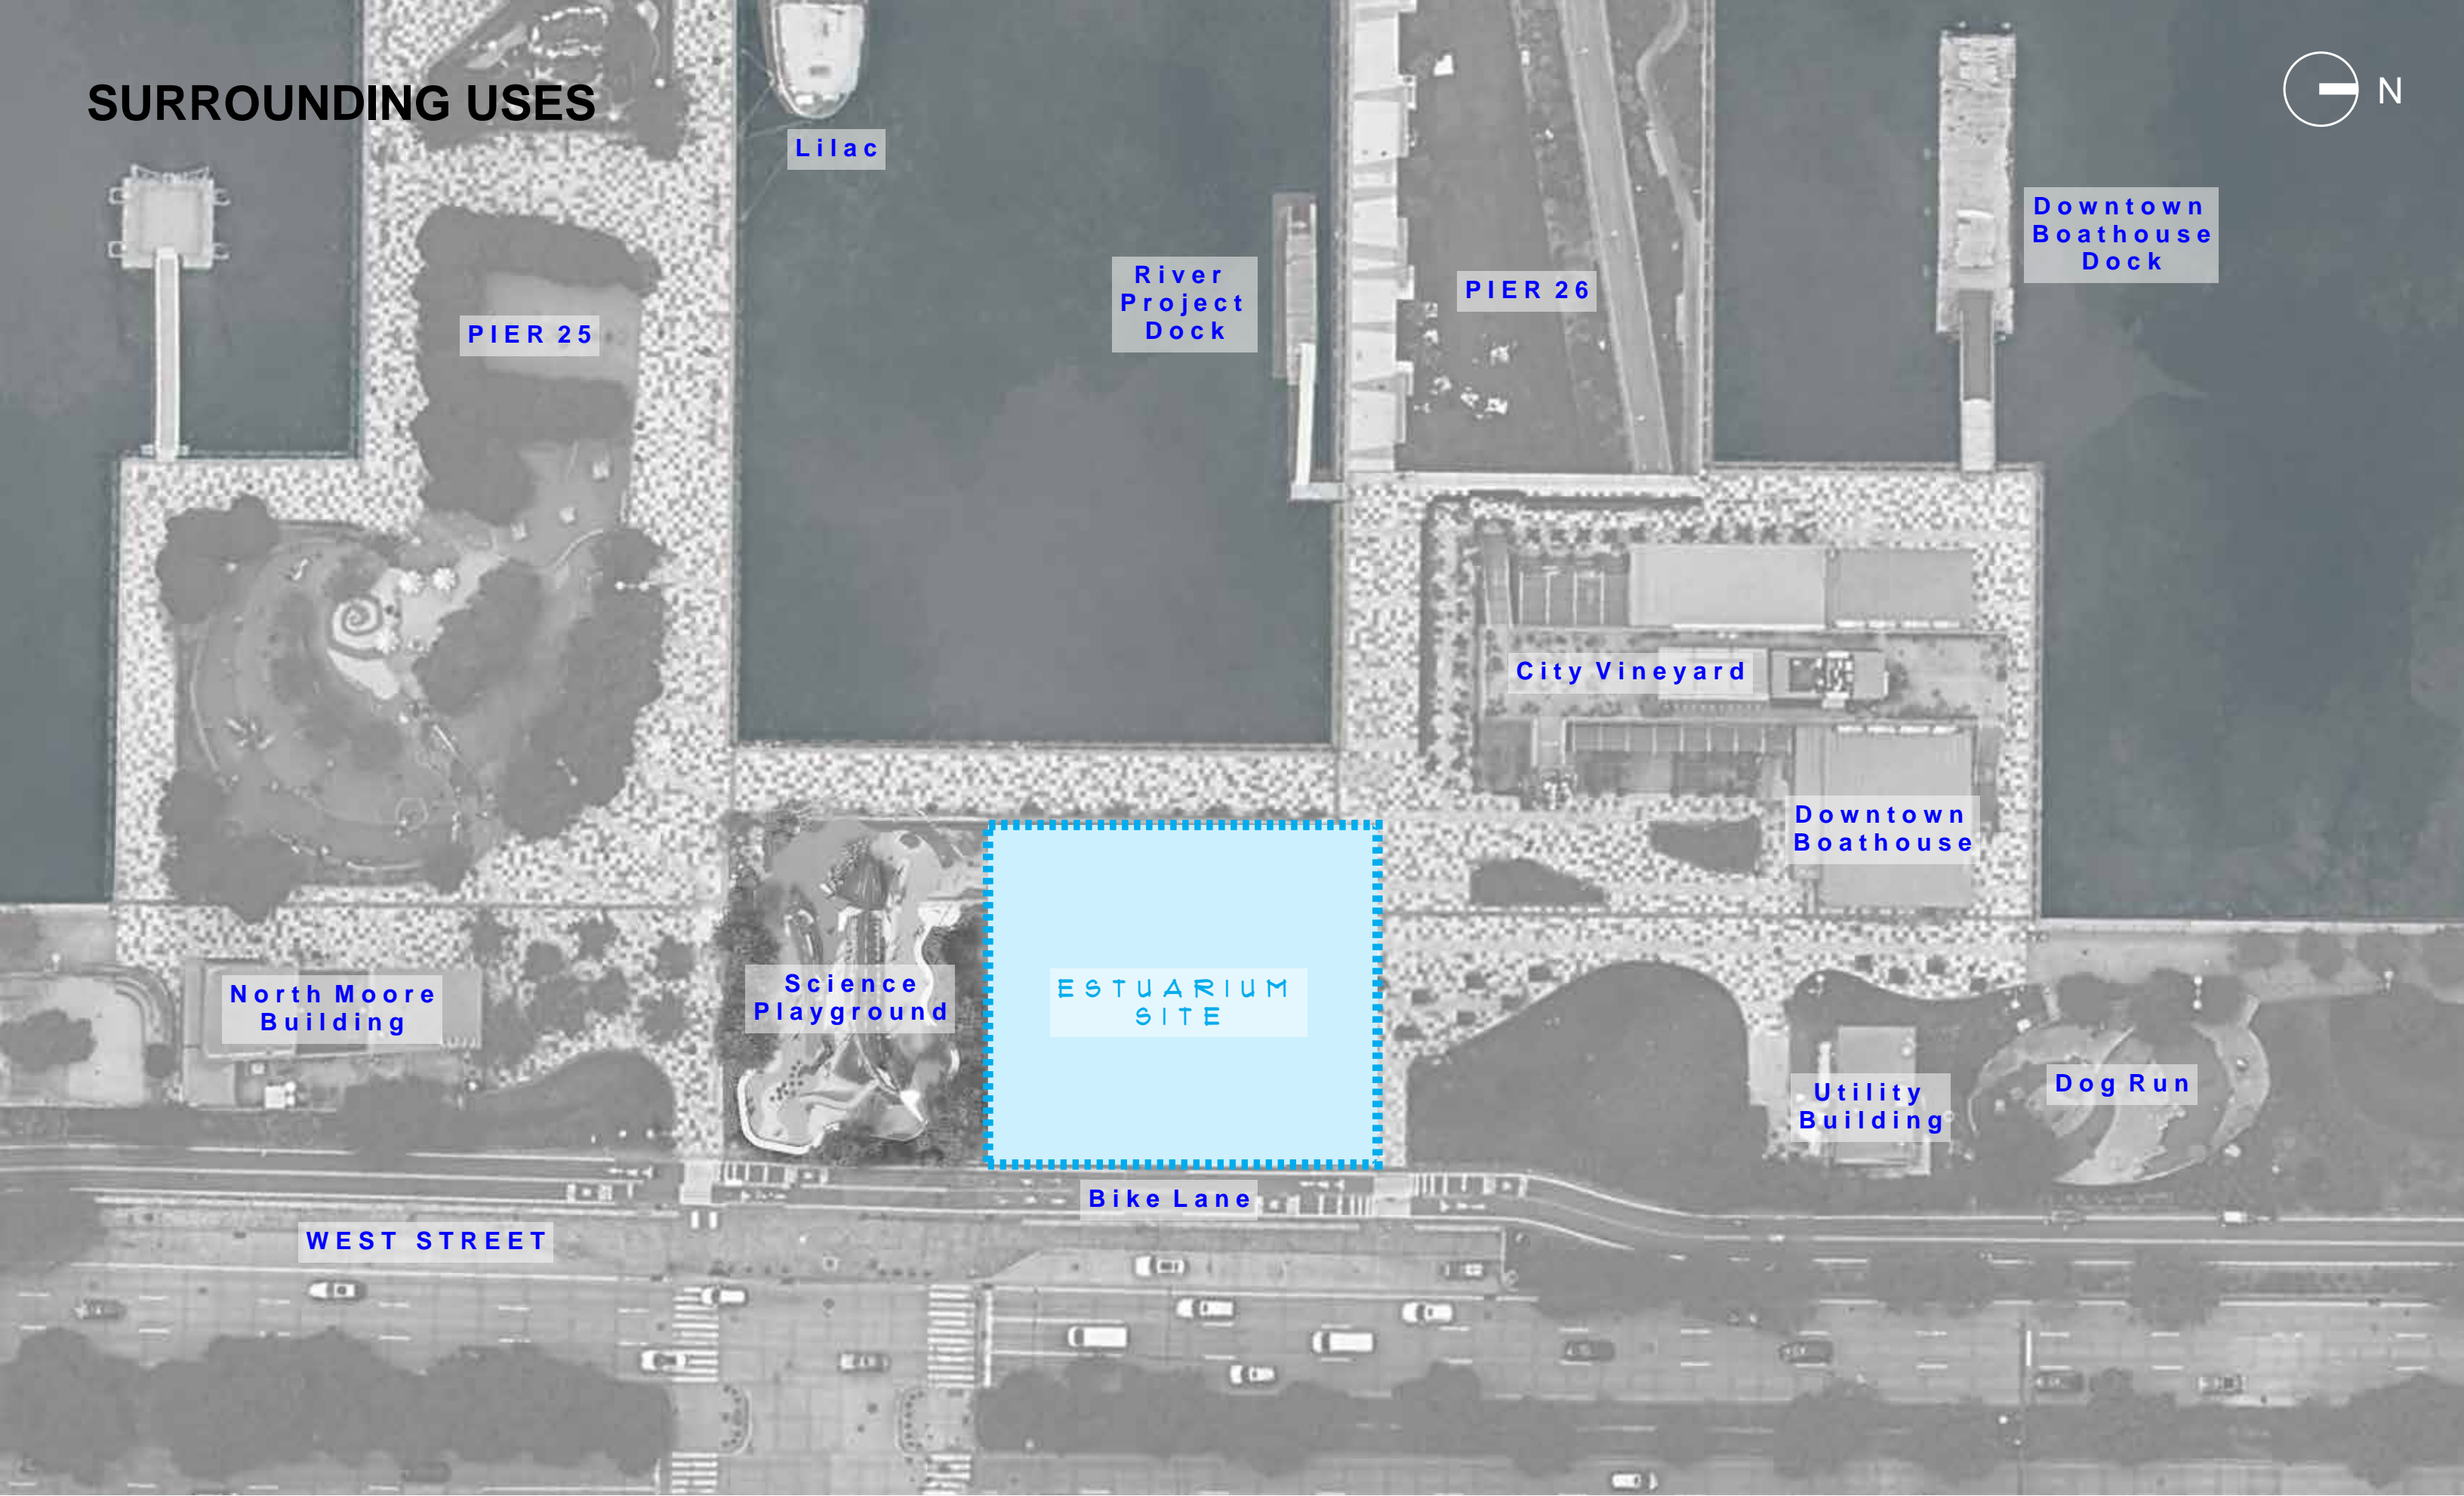 SURROUNDING USES
N
Lilac
Downtown
Boathouse
Dock
River
Project
Dock
PIER 26
PIER 25
City Vineyard
Downtown
Boathouse
North Moore
Building
Science
Playground
ESTUARIUM
SITE
Utility
Building
Dog Run
Bike Lane
WEST STREET